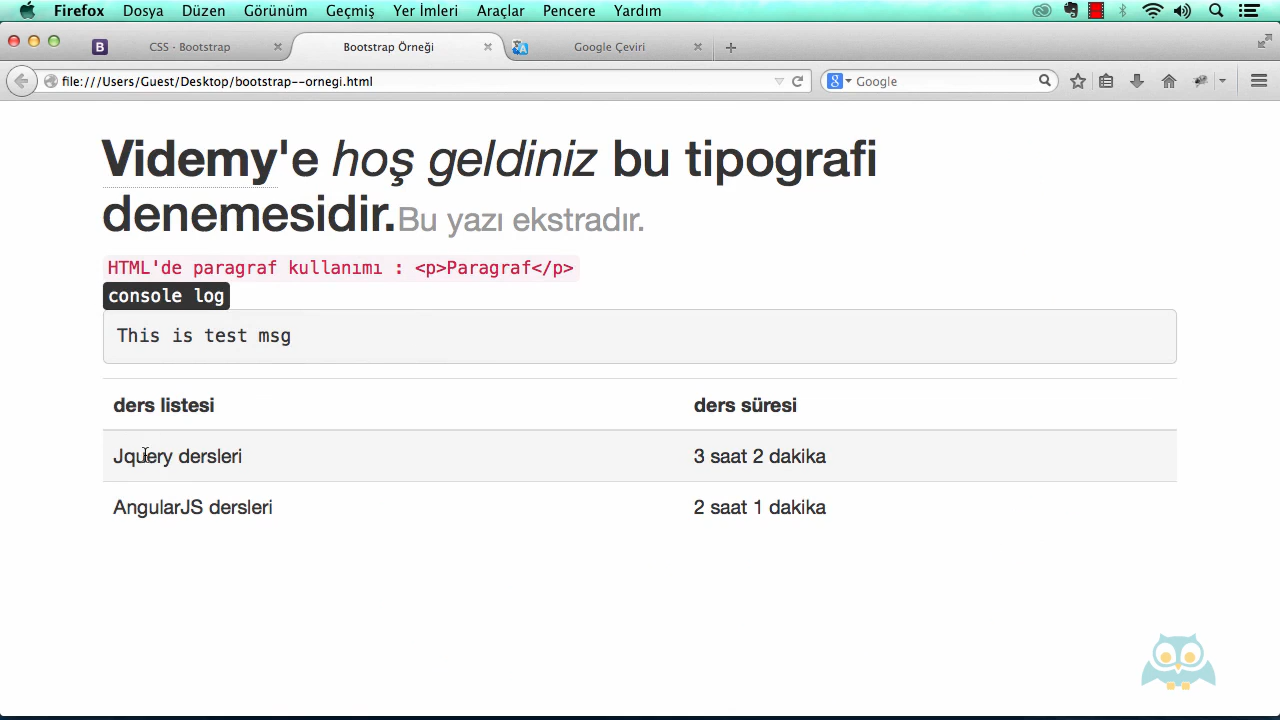 Firefox Dosya Düzen Görünüm Geçmiş Yer İmleri Araçlar Pencere Yardım
B CSS · Bootstrap Bootstrap Örneği Google Çeviri
file:///Users/Guest/Desktop/bootstrap--ornegi.html Google
Videmy'e hoş geldiniz bu tipografi
denemesidir.Bu yazı ekstradır.
HTML'de paragraf kullanımı : <p>Paragraf</p>
console log
This is test msg
ders listesi ders süresi
Jquery dersleri 3 saat 2 dakika
AngularJS dersleri 2 saat 1 dakika